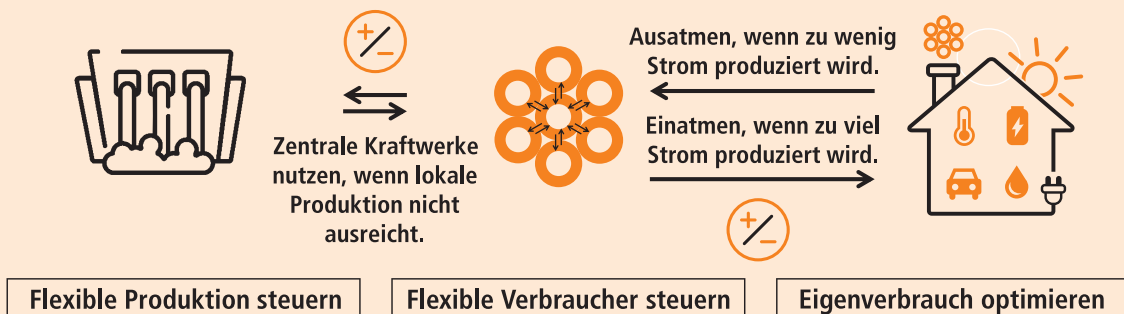 Zentrale Kraftwerke
nutzen, wenn lokale
Produktion nicht
ausreicht.
Ausatmen, wenn zu wenig
Strom produziert wird.
Einatmen, wenn zu viel
Strom produziert wird.
Flexible Produktion steuern
Flexible Verbraucher steuern
Eigenverbrauch optimieren